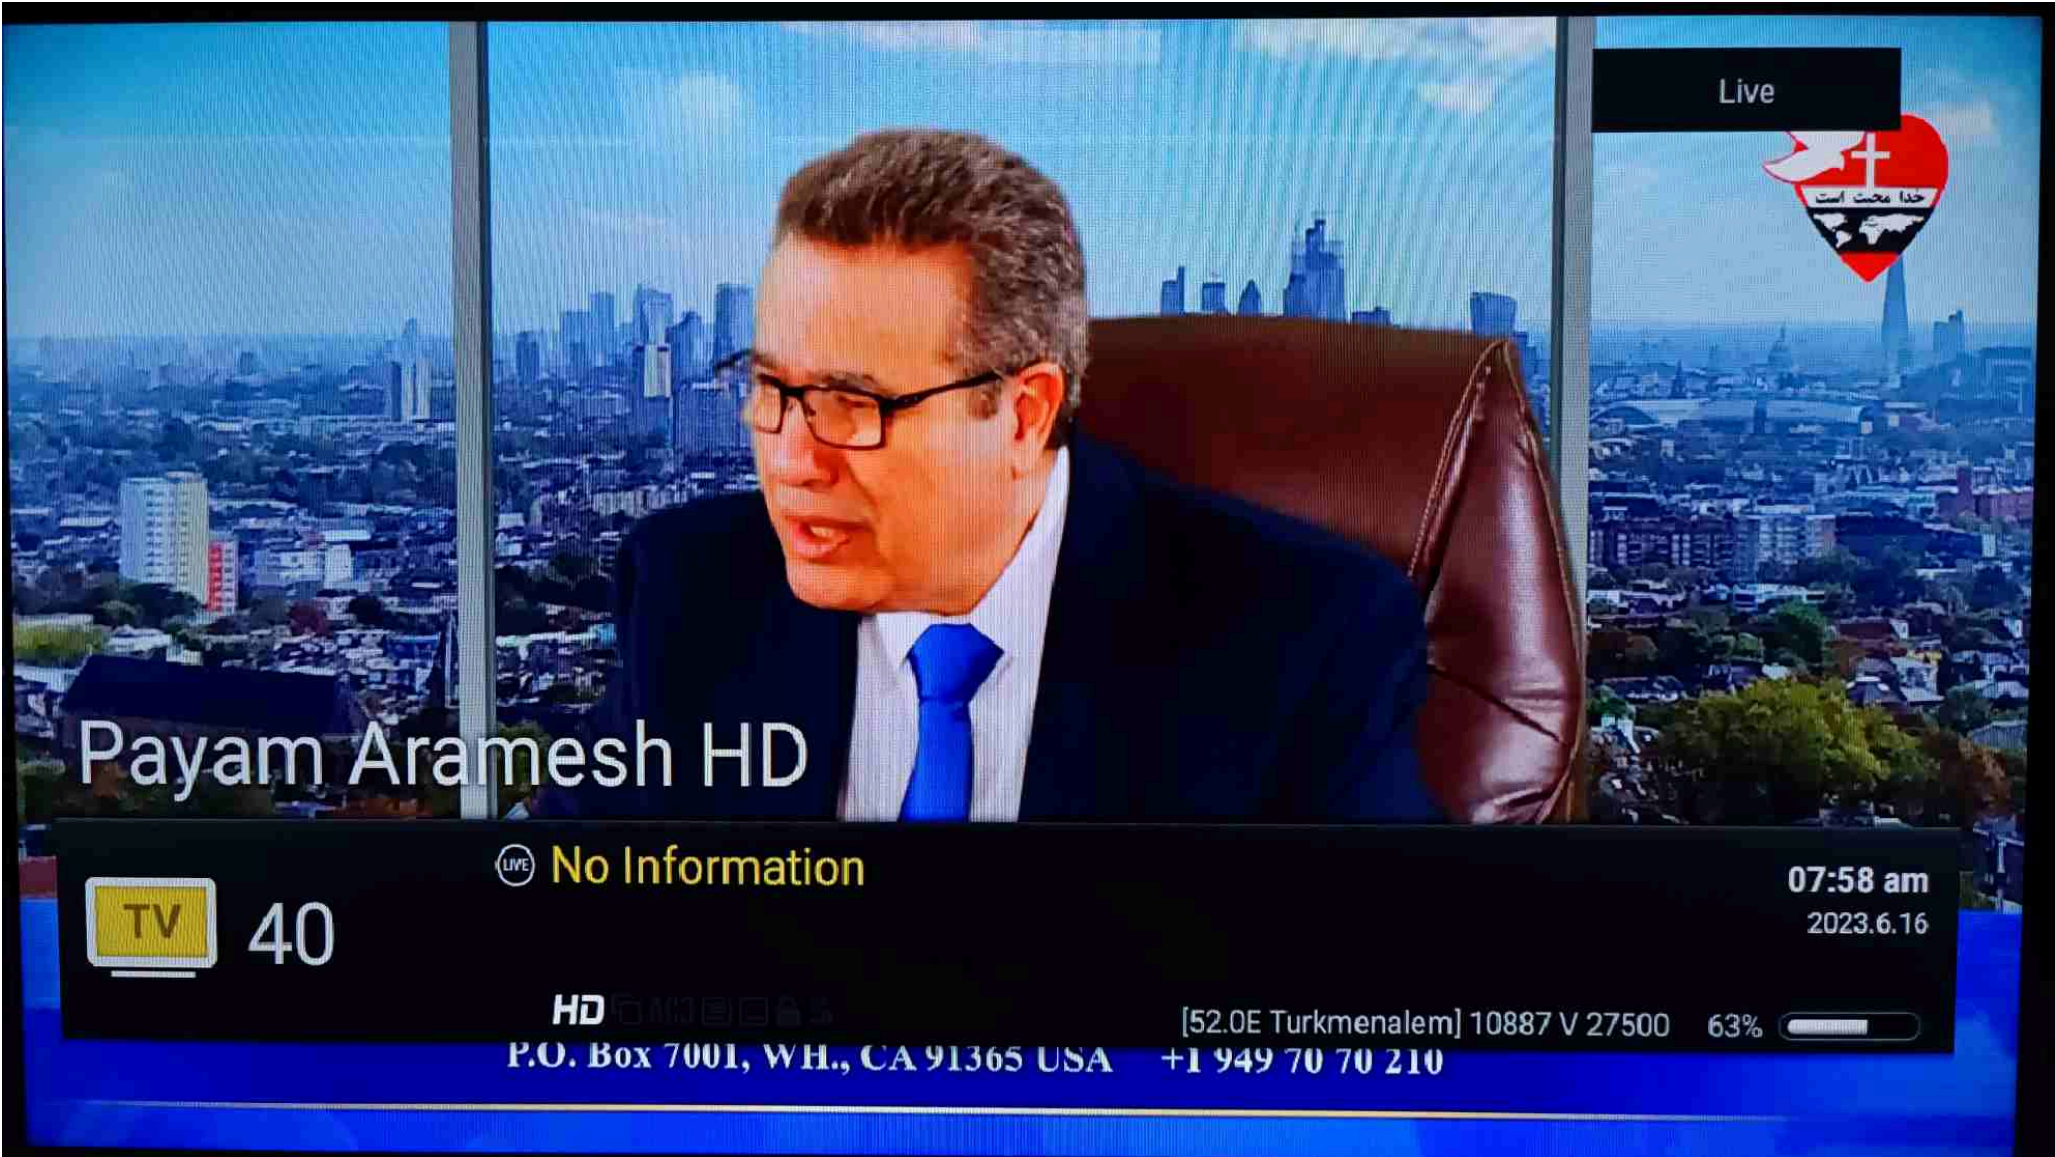 Live
خدا محبت است
Payam Aramesh HD
LIVE No Information
07:58 am
TV 40
2023.6.16
HD
[52.0E Turkmenalem] 10887 V 27500 63%
P.O. Box 7001, WH., CA 91365 USA +1 949 70 70 210